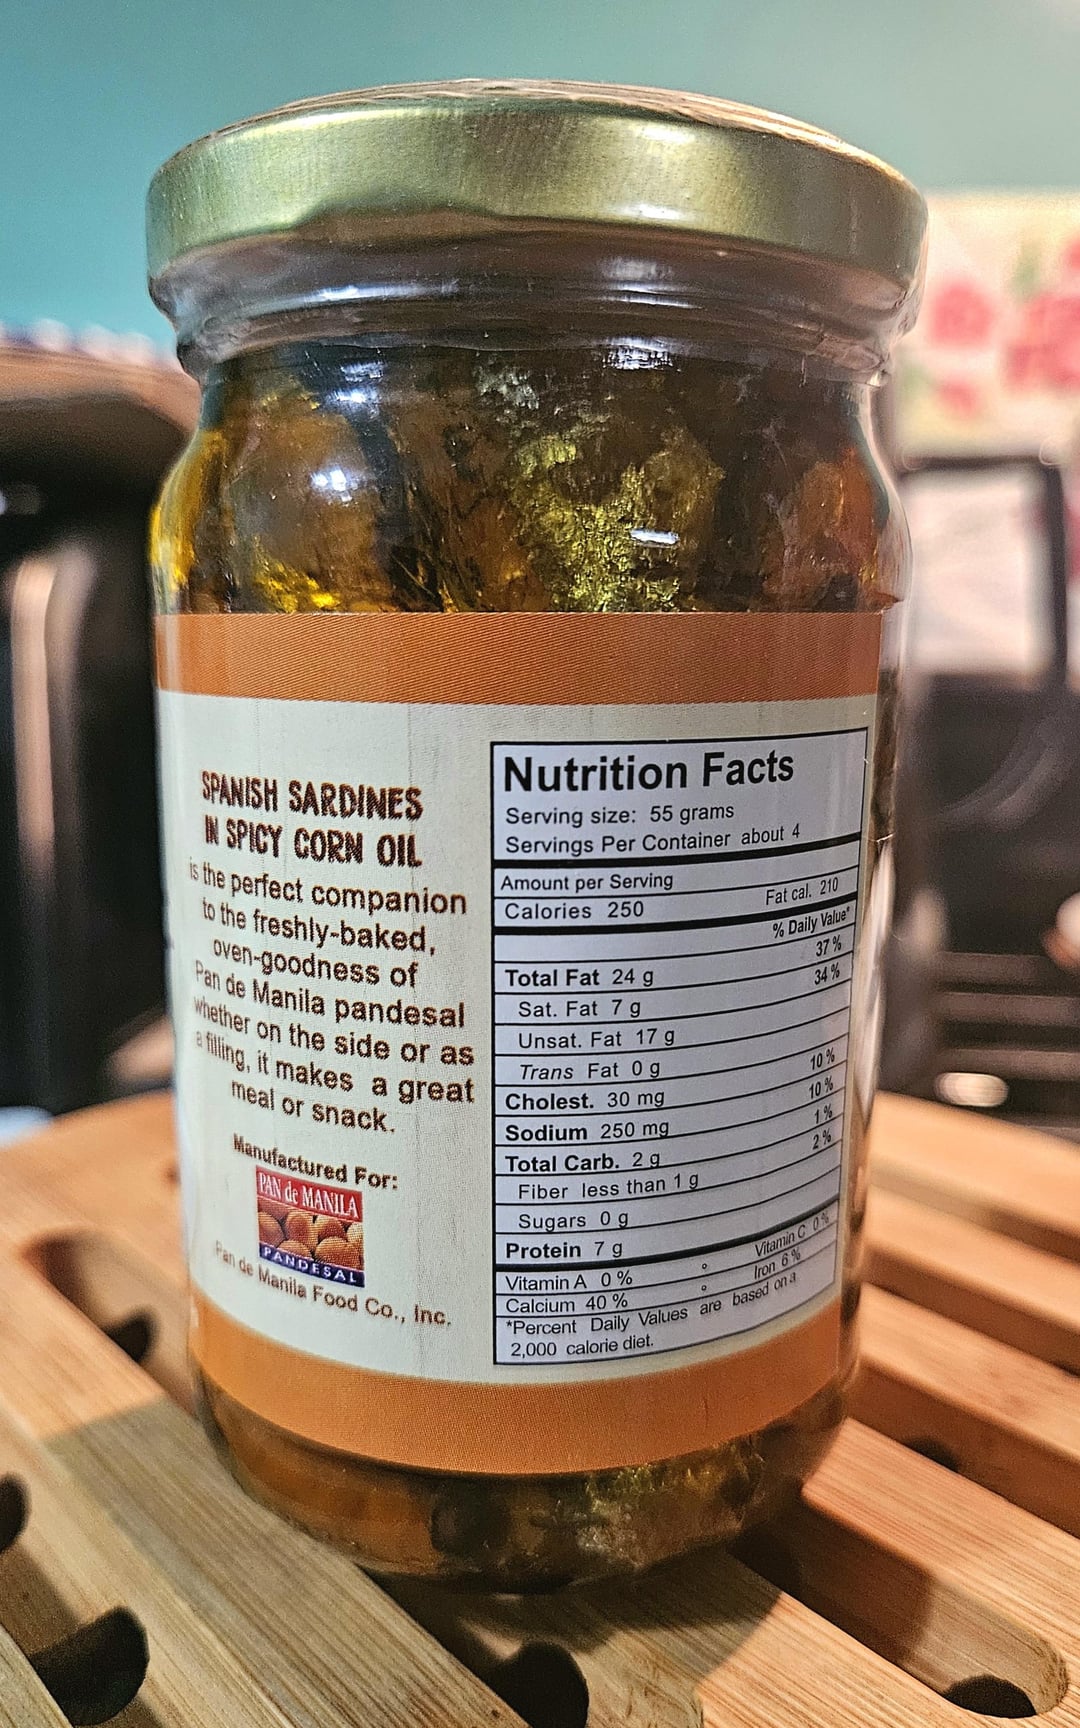 SPANISH SARDINES
IN SPICY CORN OIL
is the perfect companion
to the freshly-baked,
oven-goodness of
Pan de Manila pandesal
whether on the side or as
a filling, it makes a great
meal or snack.
Manufactured For:
PAN de MANILA
PANDESAL
Pan de Manila Food Co., Inc.
Nutrition Facts
Serving size: 55 grams
Servings Per Container about 4
Amount per Serving
Calories 250 Fat cal. 210
% Daily Value*
Total Fat 24 g 37 %
Sat. Fat 7 g 34 %
Unsat. Fat 17 g
Trans Fat 0 g
Cholest. 30 mg 10 %
Sodium 250 mg 10 %
Total Carb. 2 g 1 %
Fiber less than 1 g 2 %
Sugars 0 g
Protein 7 g
Vitamin A 0 % ° Vitamin C 0 %
Calcium 40 % ° Iron 6 %
*Percent Daily Values are based on a
2,000 calorie diet.